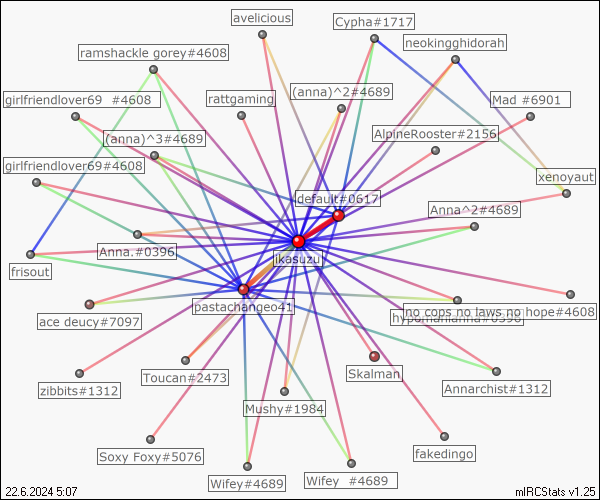 avelicious
Cypha#1717
ramshackle gorey#4608
neokingghidorah
girlfriendlover69 #4608
rattgaming
(anna)^2#4689
Mad #6901
(anna)^3#4689
AlpineRooster#2156
girlfriendlover69#4608
xenoyaut
default#0617
Anna^2#4689
Anna.#0396
ikasuzu
frisout
pastachangeo41
no cops no laws no hope#4608
hypomanianna#0396
ace deucy#7097
Toucan#2473
Skalman
zibbits#1312
Annarchist#1312
Mushy#1984
Soxy Foxy#5076
fakedingo
Wifey#4689
Wifey #4689
22.6.2024 5:07
mIRCStats v1.25